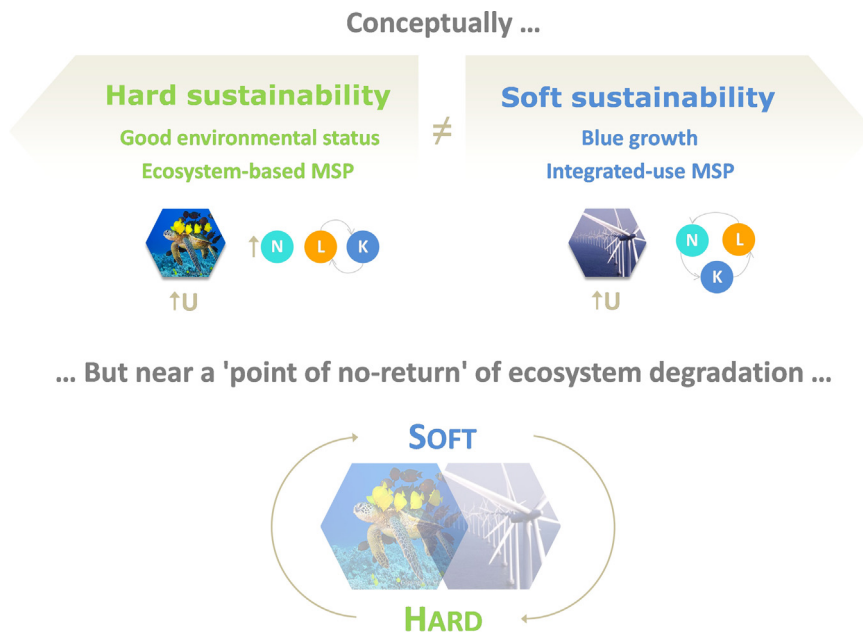 Conceptually ...
Hard sustainability
Good environmental status
Ecosystem-based MSP
≠
Soft sustainability
Blue growth
Integrated-use MSP
↑ N L K
↑U
N L
K
↑U
... But near a 'point of no-return' of ecosystem degradation ...
SOFT
HARD